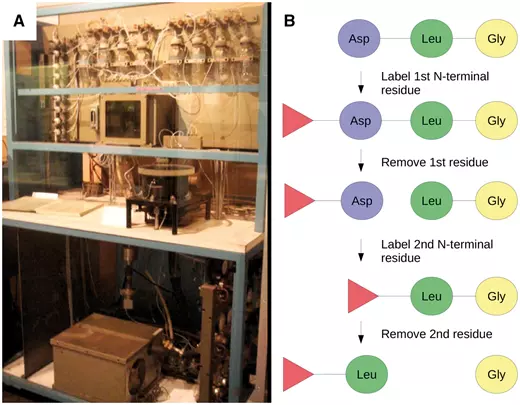 A
B
Asp Leu Gly
Label 1st N-terminal
residue
Asp Leu Gly
Remove 1st residue
Asp Leu Gly
Label 2nd N-terminal
residue
Leu Gly
Remove 2nd residue
Leu Gly